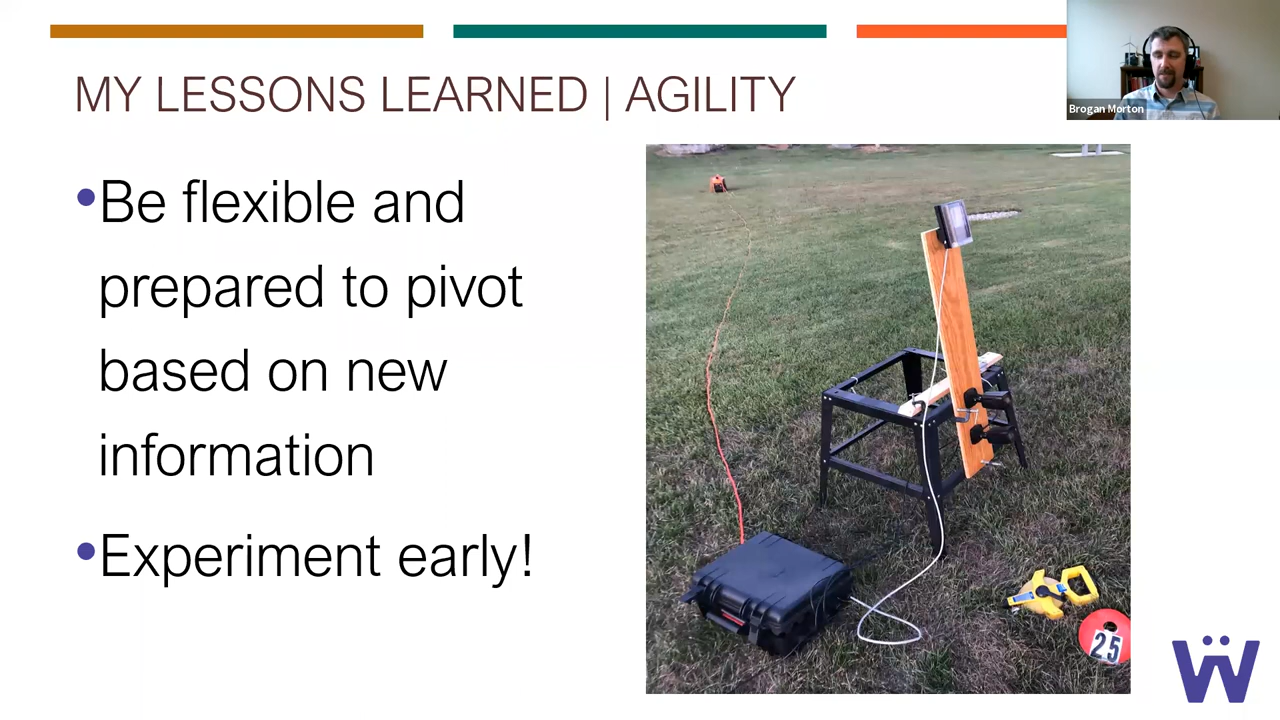 MY LESSONS LEARNED | AGILITY
Brogan Morton
•Be flexible and
prepared to pivot
based on new
information
•Experiment early!
25
Ẅ